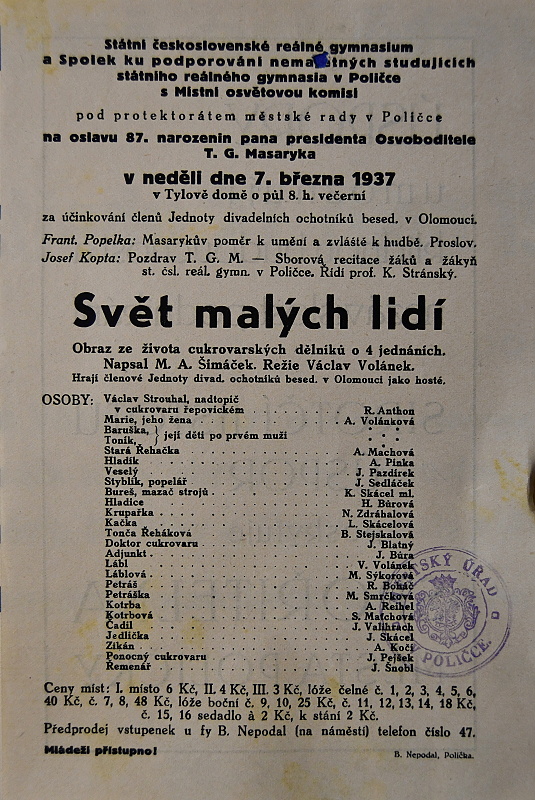 Státní československé reálné gymnasium
a Spolek ku podporování nemajetných studujících
státního reálného gymnasia v Poličce
s Místní osvětovou komisí
pod protektorátem městské rady v Poličce
na oslavu 87. narozenin pana presidenta Osvoboditele
T. G. Masaryka
v neděli dne 7. března 1937
v Tylově domě o půl 8. h. večerní
za účinkování členů Jednoty divadelních ochotníků besed. v Olomouci.
Frant. Popelka: Masarykův poměr k umění a zvláště k hudbě. Proslov.
Josef Kopta: Pozdrav T. G. M. — Sborová recitace žáků a žákyň
st. čsl. reál. gymn. v Poličce. Řídí prof. K. Stránský.
Svět malých lidí
Obraz ze života cukrovarských dělníků o 4 jednáních.
Napsal M. A. Šimáček. Režie Václav Volánek.
Hrají členové Jednoty divad. ochotníků besed. v Olomouci jako hosté.
OSOBY: Václav Strouhal, nadtopič
v cukrovaru řepovickém . . . . . . . . . . R. Anthon
Marie, jeho žena . . . . . . . . . . A. Volánková
Baruška, } její děti po prvém muži * * *
Toník, * * *
Stará Řehačka . . . . . . . . . . A. Machová
Hladík . . . . . . . . . . A. Pinka
Veselý . . . . . . . . . . J. Pazdírek
Styblík, popelář . . . . . . . . . . J. Sedláček
Bureš, mazač strojů . . . . . . . . . . K. Skácel ml.
Hladice . . . . . . . . . . H. Bůrová
Kruparka . . . . . . . . . . N. Zdráhalová
Kačka . . . . . . . . . . L. Skácelová
Tonča Řeháková . . . . . . . . . . B. Stejskalová
Doktor cukrovaru . . . . . . . . . . J. Blatný
Adjunkt . . . . . . . . . . J. Bůra
Lábl . . . . . . . . . . V. Volánek
Láblová . . . . . . . . . . M. Sýkorová
Petráš . . . . . . . . . . R. Boháč
Petráška . . . . . . . . . . M. Smrčková
Kotrba . . . . . . . . . . A. Reihel
Kotrbová . . . . . . . . . . S. Maťchová
Čadil . . . . . . . . . . J. Valihrach
Jedlička . . . . . . . . . . J. Skácel
Zikán . . . . . . . . . . A. Kočí
Ponocný cukrovaru . . . . . . . . . . J. Pejšek
Řemenář . . . . . . . . . . J. Šnobl
ÚŘAD
V POLIČCE.
Ceny míst: I. místo 6 Kč, II. 4 Kč, III. 3 Kč, lóže čelné č. 1, 2, 3, 4, 5, 6,
40 Kč, č. 7, 8, 48 Kč, lóže boční č. 9, 10, 25 Kč, č. 11, 12, 13, 14, 18 Kč,
č. 15, 16 sedadlo à 2 Kč, k stání 2 Kč.
Předprodej vstupenek u fy B. Nepodal (na náměstí) telefon číslo 47.
Mládeži přístupno!
B. Nepodal, Polička.